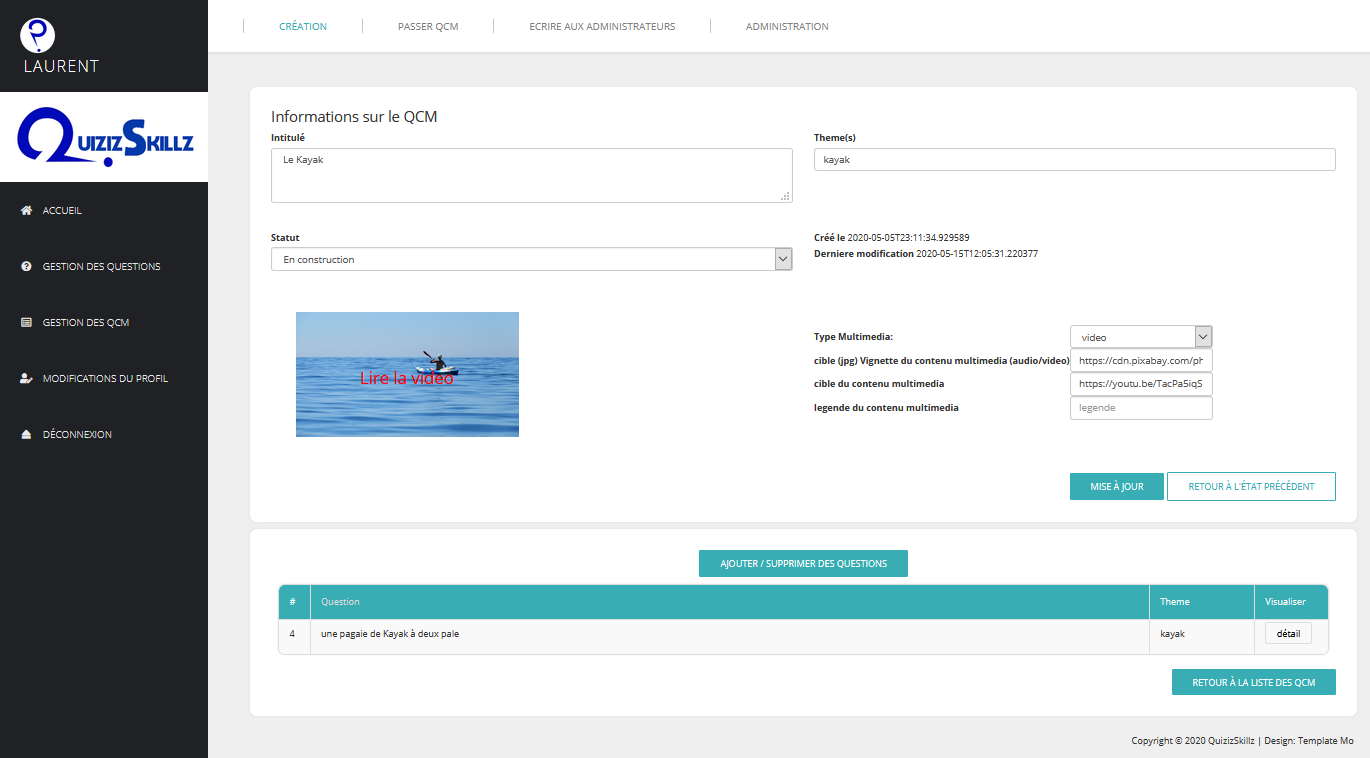 LAURENT
QUIZIZSKILLZ
ACCUEIL
GESTION DES QUESTIONS
GESTION DES QCM
MODIFICATIONS DU PROFIL
DÉCONNEXION
CRÉATION
PASSER QCM
ECRIRE AUX ADMINISTRATEURS
ADMINISTRATION
Informations sur le QCM
Intitulé
Le Kayak
Theme(s)
kayak
Statut
En construction
Créé le 2020-05-05T23:11:34.929589
Derniere modification 2020-05-15T12:05:31.220377
Lire la video
Type Multimedia: video
cible (jpg) Vignette du contenu multimedia (audio/video) https://cdn.pixabay.com/ph
cible du contenu multimedia https://youtu.be/TacPa5iqS
legende du contenu multimedia legende
MISE À JOUR RETOUR À L'ÉTAT PRÉCÉDENT
AJOUTER / SUPPRIMER DES QUESTIONS
# Question Theme Visualiser
4 une pagaie de Kayak à deux pale kayak détail
RETOUR À LA LISTE DES QCM
Copyright © 2020 QuizizSkillz | Design: Template Mo